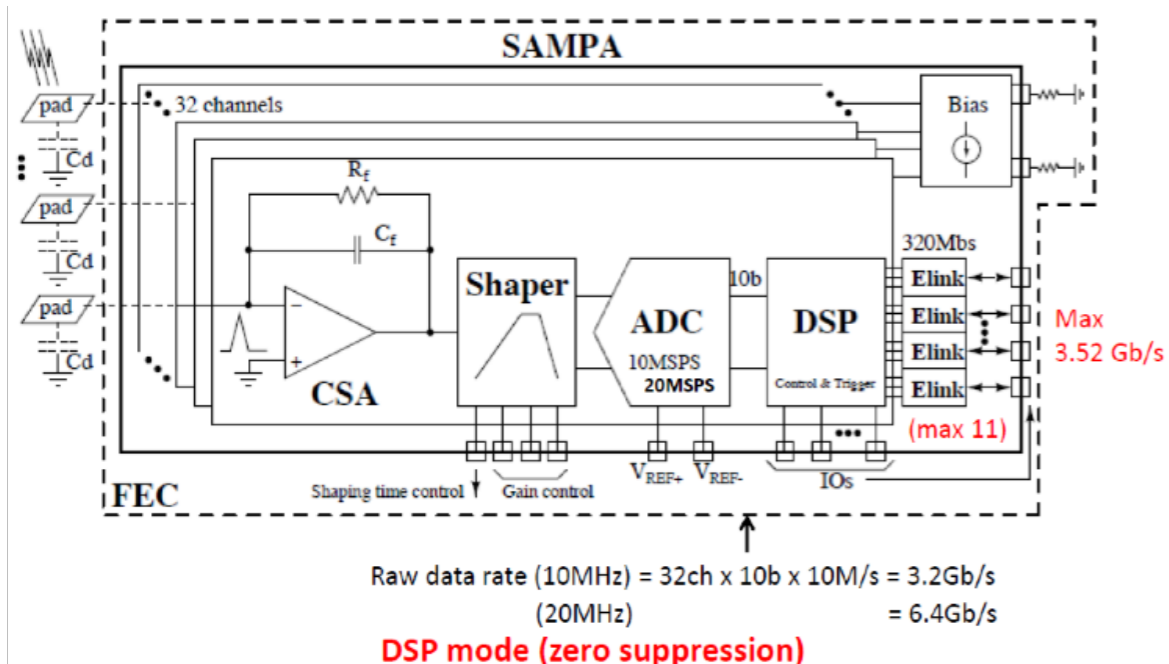 SAMPA
pad
32 channels
Bias
Cd
pad
Rf
Cf
Cd
pad
Cd
−
+
CSA
Shaper
ADC
10MSPS
20MSPS
10b
DSP
Control & Trigger
320Mbs
Elink
Elink
Elink
Elink
(max 11)
Max
3.52 Gb/s
FEC
Shaping time control
Gain control
VREF+
VREF-
IOs
Raw data rate (10MHz) = 32ch x 10b x 10M/s = 3.2Gb/s
(20MHz) = 6.4Gb/s
DSP mode (zero suppression)